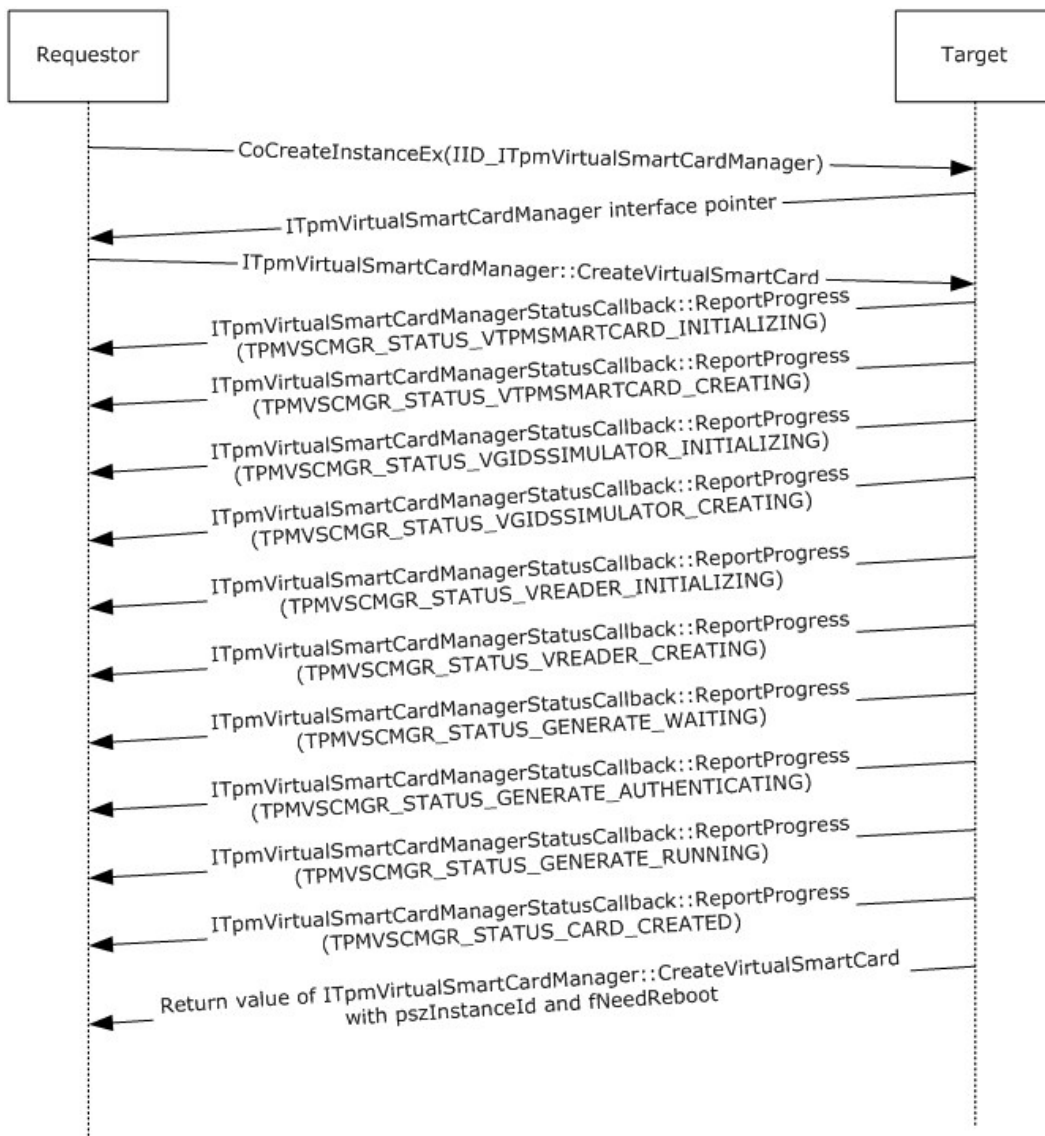 Requestor
Target
CoCreateInstanceEx(IID_ITpmVirtualSmartCardManager)
ITpmVirtualSmartCardManager interface pointer
ITpmVirtualSmartCardManager::CreateVirtualSmartCard
ITpmVirtualSmartCardManagerStatusCallback::ReportProgress
(TPMVSCMGR_STATUS_VTPMSMARTCARD_INITIALIZING)
ITpmVirtualSmartCardManagerStatusCallback::ReportProgress
(TPMVSCMGR_STATUS_VTPMSMARTCARD_CREATING)
ITpmVirtualSmartCardManagerStatusCallback::ReportProgress
(TPMVSCMGR_STATUS_VGIDSSIMULATOR_INITIALIZING)
ITpmVirtualSmartCardManagerStatusCallback::ReportProgress
(TPMVSCMGR_STATUS_VGIDSSIMULATOR_CREATING)
ITpmVirtualSmartCardManagerStatusCallback::ReportProgress
(TPMVSCMGR_STATUS_VREADER_INITIALIZING)
ITpmVirtualSmartCardManagerStatusCallback::ReportProgress
(TPMVSCMGR_STATUS_VREADER_CREATING)
ITpmVirtualSmartCardManagerStatusCallback::ReportProgress
(TPMVSCMGR_STATUS_GENERATE_WAITING)
ITpmVirtualSmartCardManagerStatusCallback::ReportProgress
(TPMVSCMGR_STATUS_GENERATE_AUTHENTICATING)
ITpmVirtualSmartCardManagerStatusCallback::ReportProgress
(TPMVSCMGR_STATUS_GENERATE_RUNNING)
ITpmVirtualSmartCardManagerStatusCallback::ReportProgress
(TPMVSCMGR_STATUS_CARD_CREATED)
Return value of ITpmVirtualSmartCardManager::CreateVirtualSmartCard
with pszInstanceId and fNeedReboot